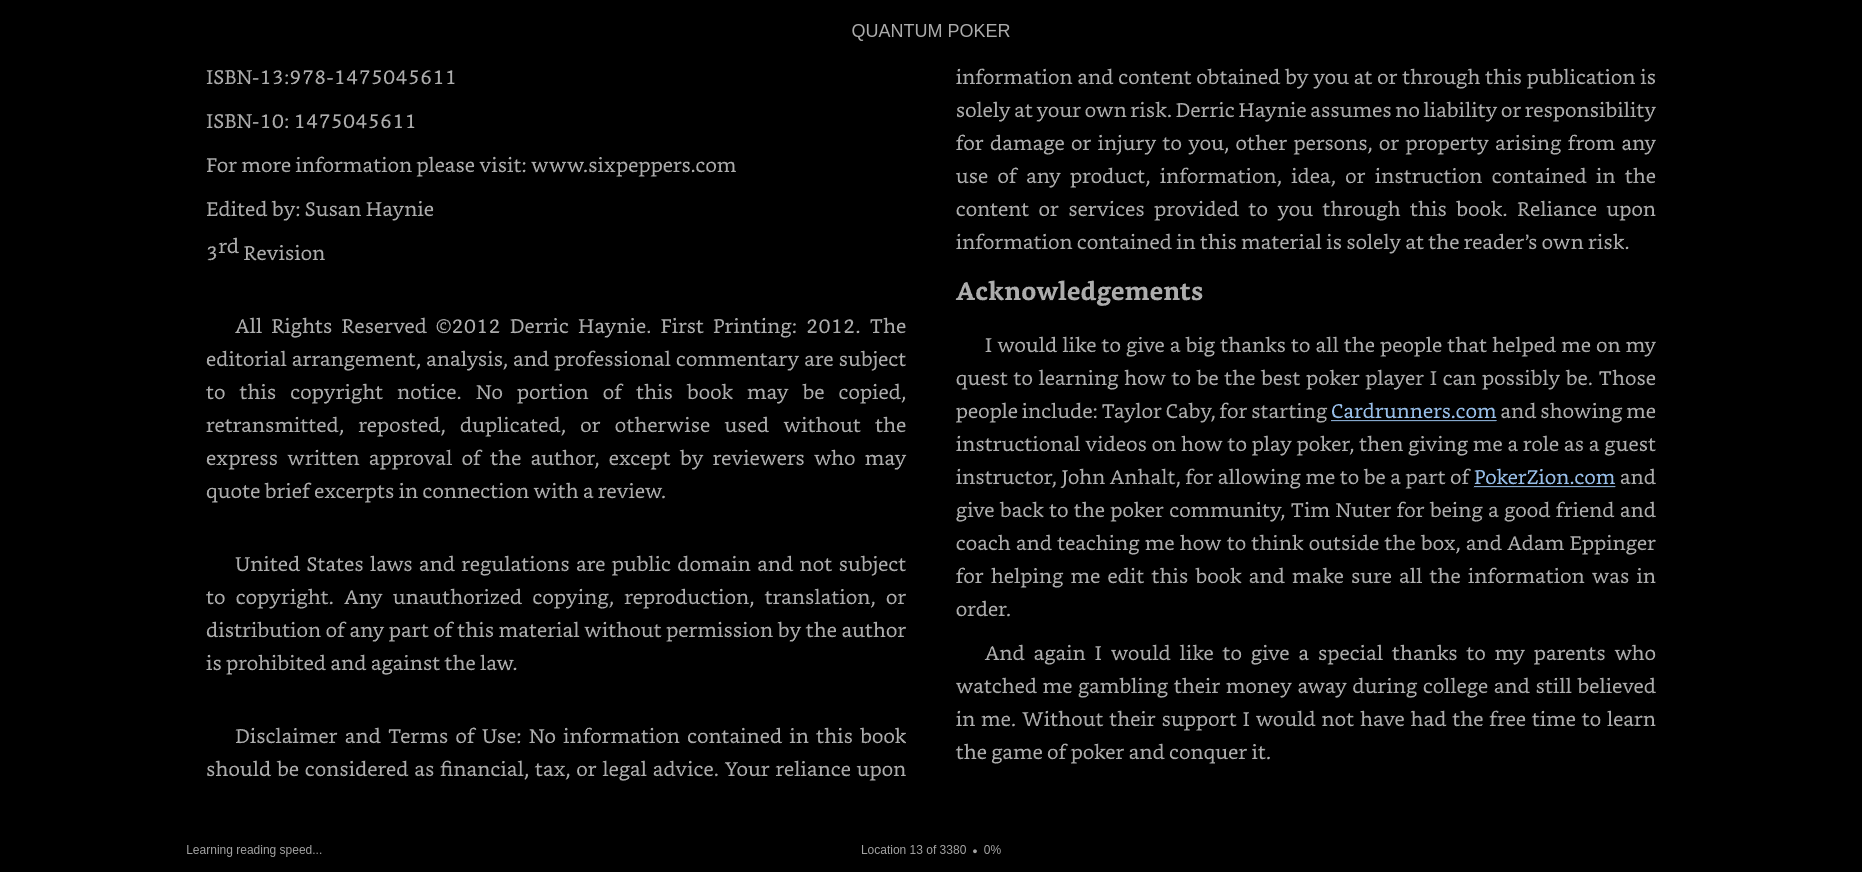 QUANTUM POKER
ISBN-13:978-1475045611
ISBN-10: 1475045611
For more information please visit: www.sixpeppers.com
Edited by: Susan Haynie
3rd Revision
All Rights Reserved ©2012 Derric Haynie. First Printing: 2012. The
editorial arrangement, analysis, and professional commentary are subject
to this copyright notice. No portion of this book may be copied,
retransmitted, reposted, duplicated, or otherwise used without the
express written approval of the author, except by reviewers who may
quote brief excerpts in connection with a review.
United States laws and regulations are public domain and not subject
to copyright. Any unauthorized copying, reproduction, translation, or
distribution of any part of this material without permission by the author
is prohibited and against the law.
Disclaimer and Terms of Use: No information contained in this book
should be considered as financial, tax, or legal advice. Your reliance upon
information and content obtained by you at or through this publication is
solely at your own risk. Derric Haynie assumes no liability or responsibility
for damage or injury to you, other persons, or property arising from any
use of any product, information, idea, or instruction contained in the
content or services provided to you through this book. Reliance upon
information contained in this material is solely at the reader’s own risk.
Acknowledgements
I would like to give a big thanks to all the people that helped me on my
quest to learning how to be the best poker player I can possibly be. Those
people include: Taylor Caby, for starting Cardrunners.com and showing me
instructional videos on how to play poker, then giving me a role as a guest
instructor, John Anhalt, for allowing me to be a part of PokerZion.com and
give back to the poker community, Tim Nuter for being a good friend and
coach and teaching me how to think outside the box, and Adam Eppinger
for helping me edit this book and make sure all the information was in
order.
And again I would like to give a special thanks to my parents who
watched me gambling their money away during college and still believed
in me. Without their support I would not have had the free time to learn
the game of poker and conquer it.
Learning reading speed...
Location 13 of 3380 • 0%